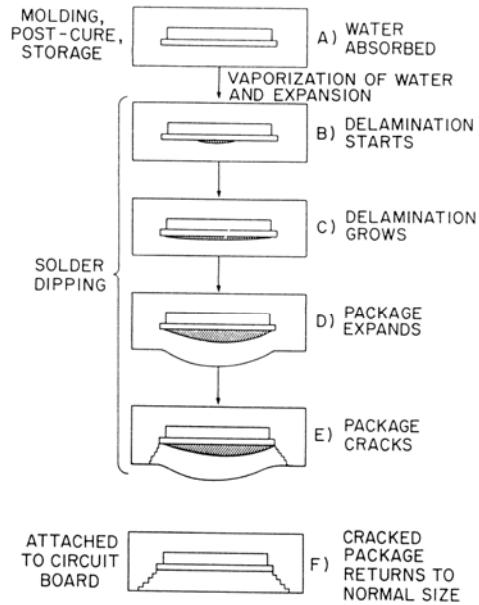 MOLDING,
POST-CURE,
STORAGE
A) WATER
ABSORBED
VAPORIZATION OF WATER
AND EXPANSION
B) DELAMINATION
STARTS
C) DELAMINATION
GROWS
SOLDER
DIPPING
D) PACKAGE
EXPANDS
E) PACKAGE
CRACKS
ATTACHED
TO CIRCUIT
BOARD
F) CRACKED
PACKAGE
RETURNS TO
NORMAL SIZE